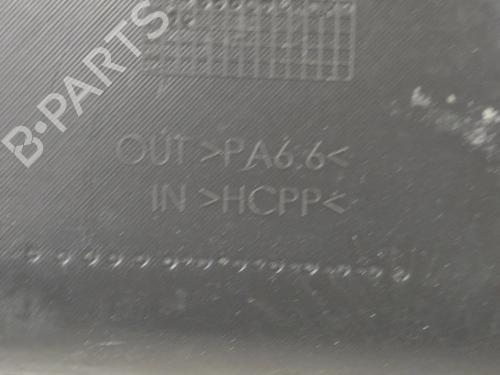 B-PARTS
OUT >PA6.6<
IN >HCPP<